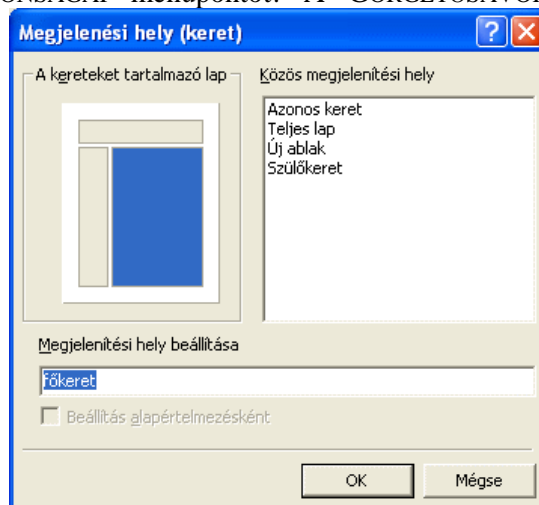 menüpontot. A
Megjelenési hely (keret)
A kereteket tartalmazó lap
Közös megjelenítési hely
Azonos keret
Teljes lap
Új ablak
Szülőkeret
Megjelenítési hely beállítása
főkeret
Beállítás alapértelmezésként
OK
Mégse